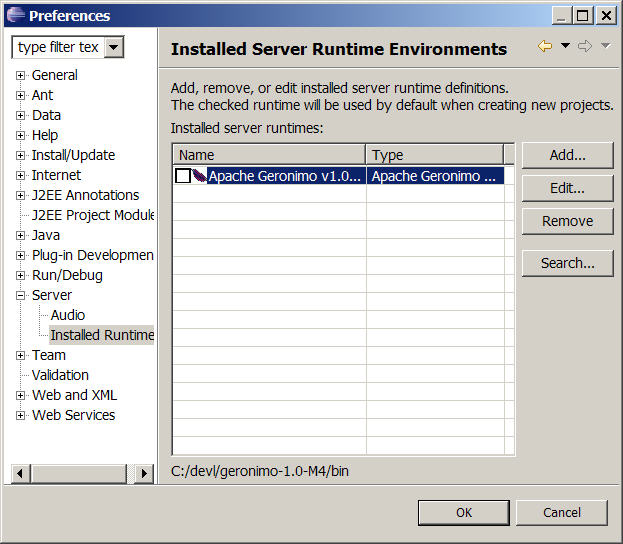 Preferences
type filter tex
General
Ant
Data
Help
Install/Update
Internet
J2EE Annotations
J2EE Project Module
Java
Plug-in Developmen
Run/Debug
Server
Audio
Installed Runtime
Team
Validation
Web and XML
Web Services
Installed Server Runtime Environments
Add, remove, or edit installed server runtime definitions.
The checked runtime will be used by default when creating new projects.
Installed server runtimes:
Name Type
Apache Geronimo v1.0... Apache Geronimo ...
Add...
Edit...
Remove
Search...
C:/devl/geronimo-1.0-M4/bin
OK Cancel